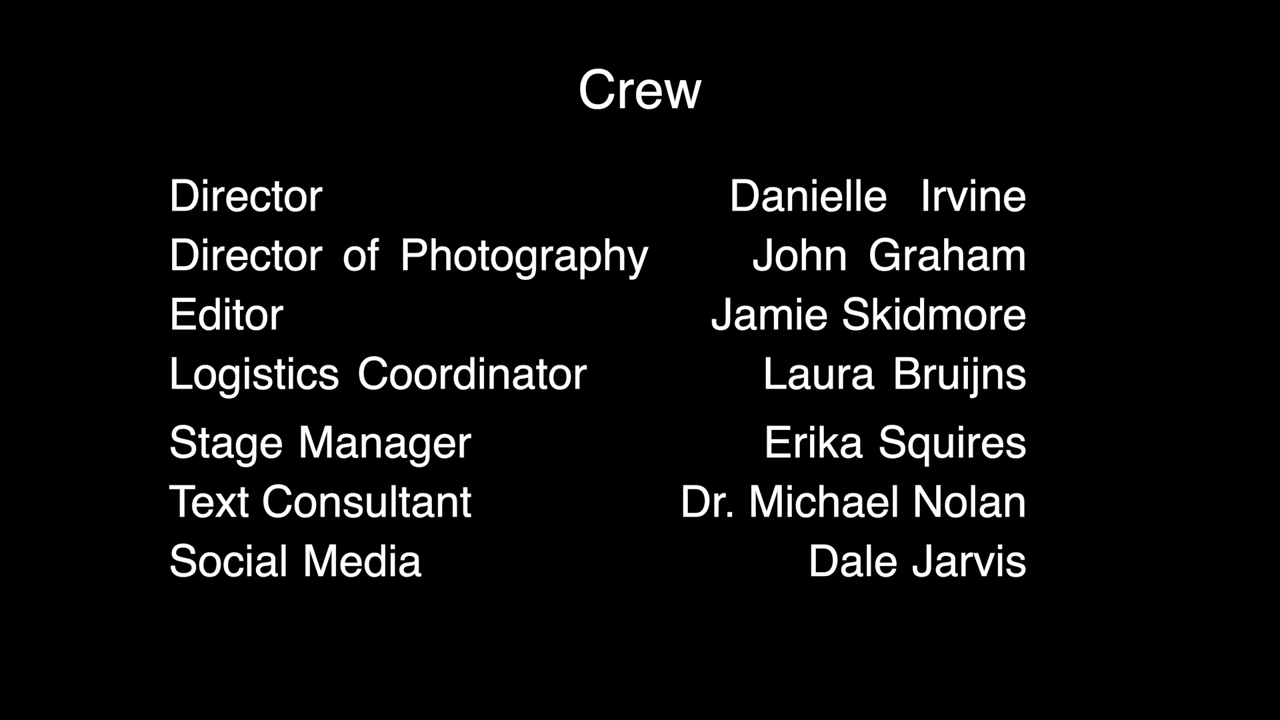 Crew
Director Danielle Irvine
Director of Photography John Graham
Editor Jamie Skidmore
Logistics Coordinator Laura Bruijns
Stage Manager Erika Squires
Text Consultant Dr. Michael Nolan
Social Media Dale Jarvis